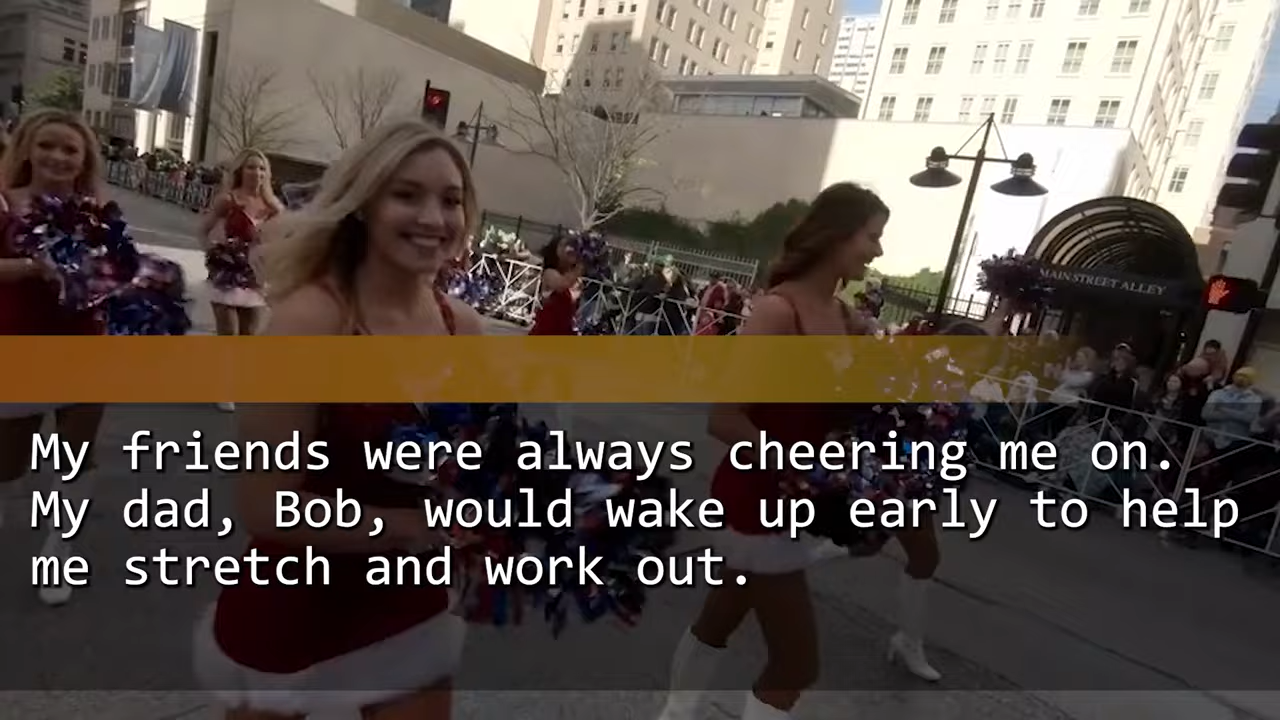 MAIN STREET ALLEY
My friends were always cheering me on.
My dad, Bob, would wake up early to help
me stretch and work out.